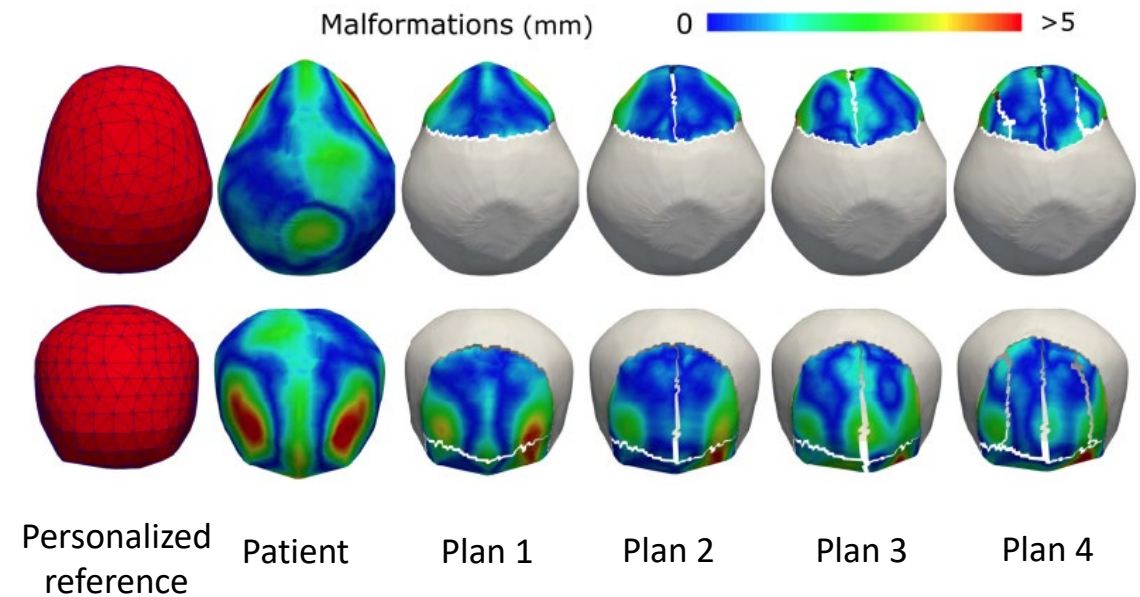 Malformations (mm) 0 >5
Personalized reference
Patient
Plan 1
Plan 2
Plan 3
Plan 4